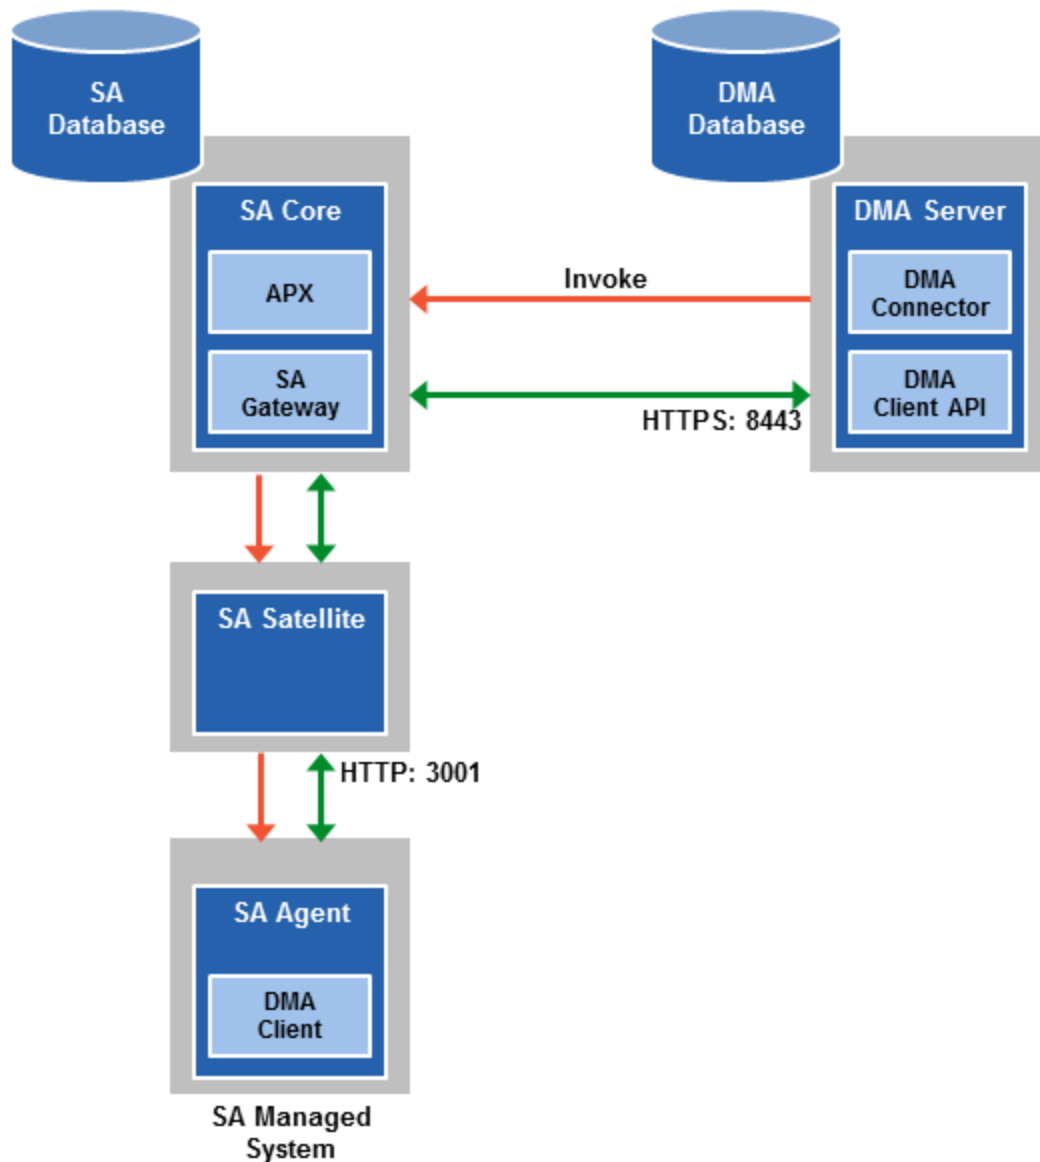 SA
Database
DMA
Database
SA Core
APX
SA
Gateway
Invoke
HTTPS: 8443
DMA Server
DMA
Connector
DMA
Client API
SA Satellite
HTTP: 3001
SA Agent
DMA
Client
SA Managed
System